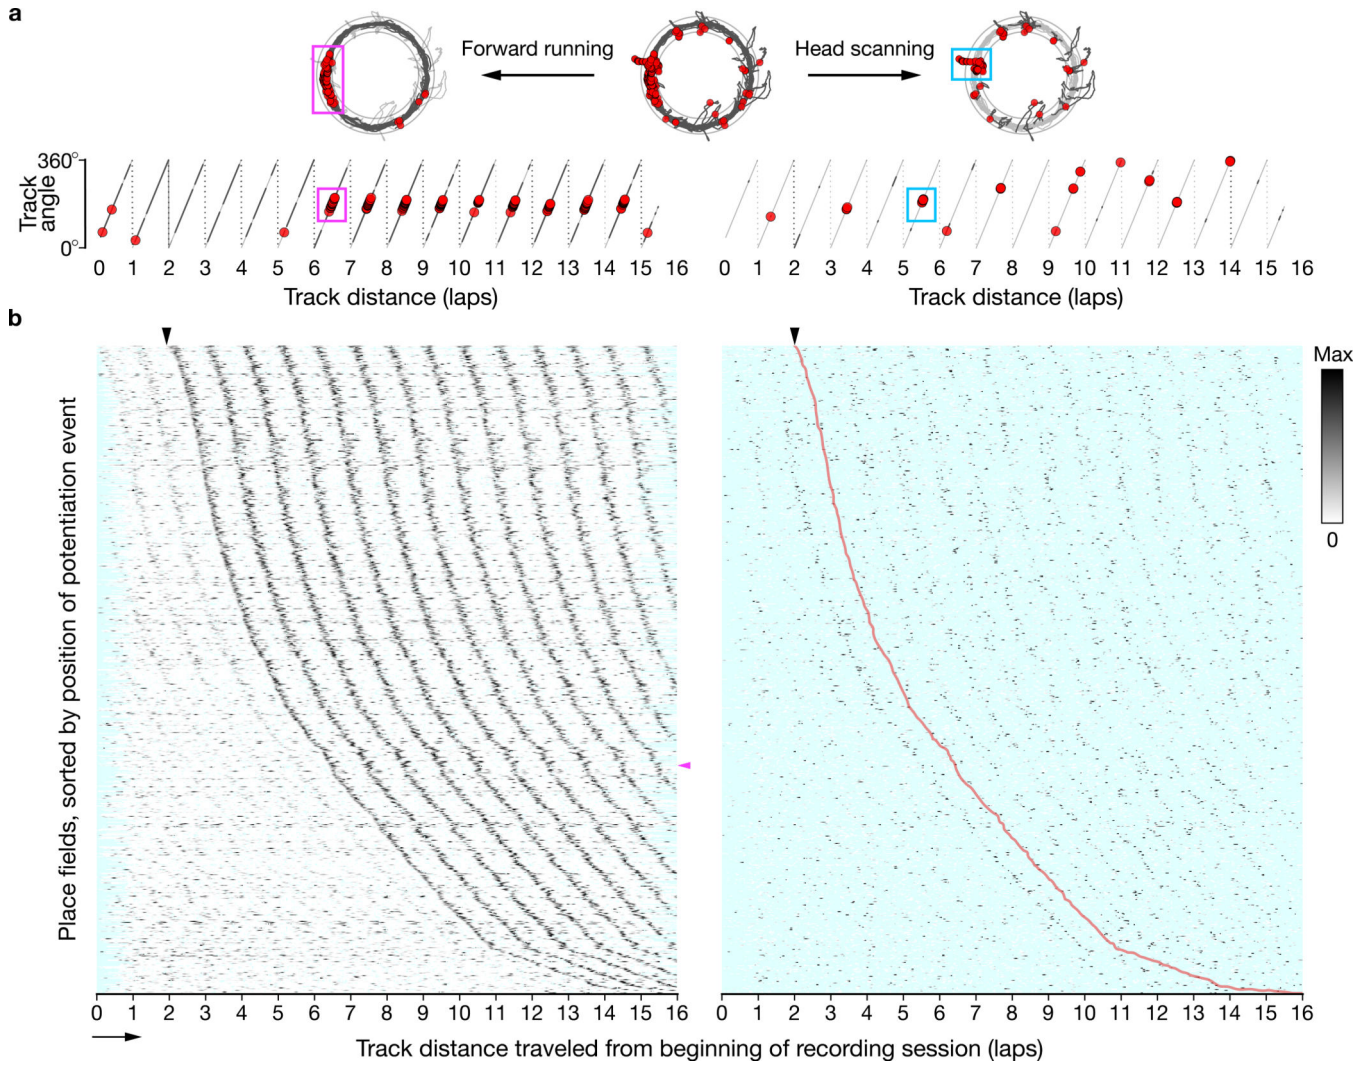 a
Forward running
Head scanning
Track angle
360°
0°
0 1 2 3 4 5 6 7 8 9 10 11 12 13 14 15 16
Track distance (laps)
0 1 2 3 4 5 6 7 8 9 10 11 12 13 14 15 16
Track distance (laps)
b
Place fields, sorted by position of potentiation event
Max
0
0 1 2 3 4 5 6 7 8 9 10 11 12 13 14 15 16
0 1 2 3 4 5 6 7 8 9 10 11 12 13 14 15 16
Track distance traveled from beginning of recording session (laps)